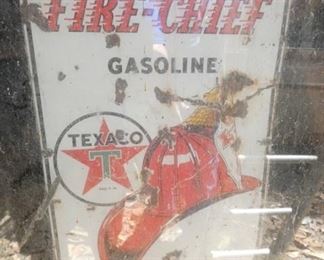 FIRE-CHIEF
GASOLINE
TEXACO
T